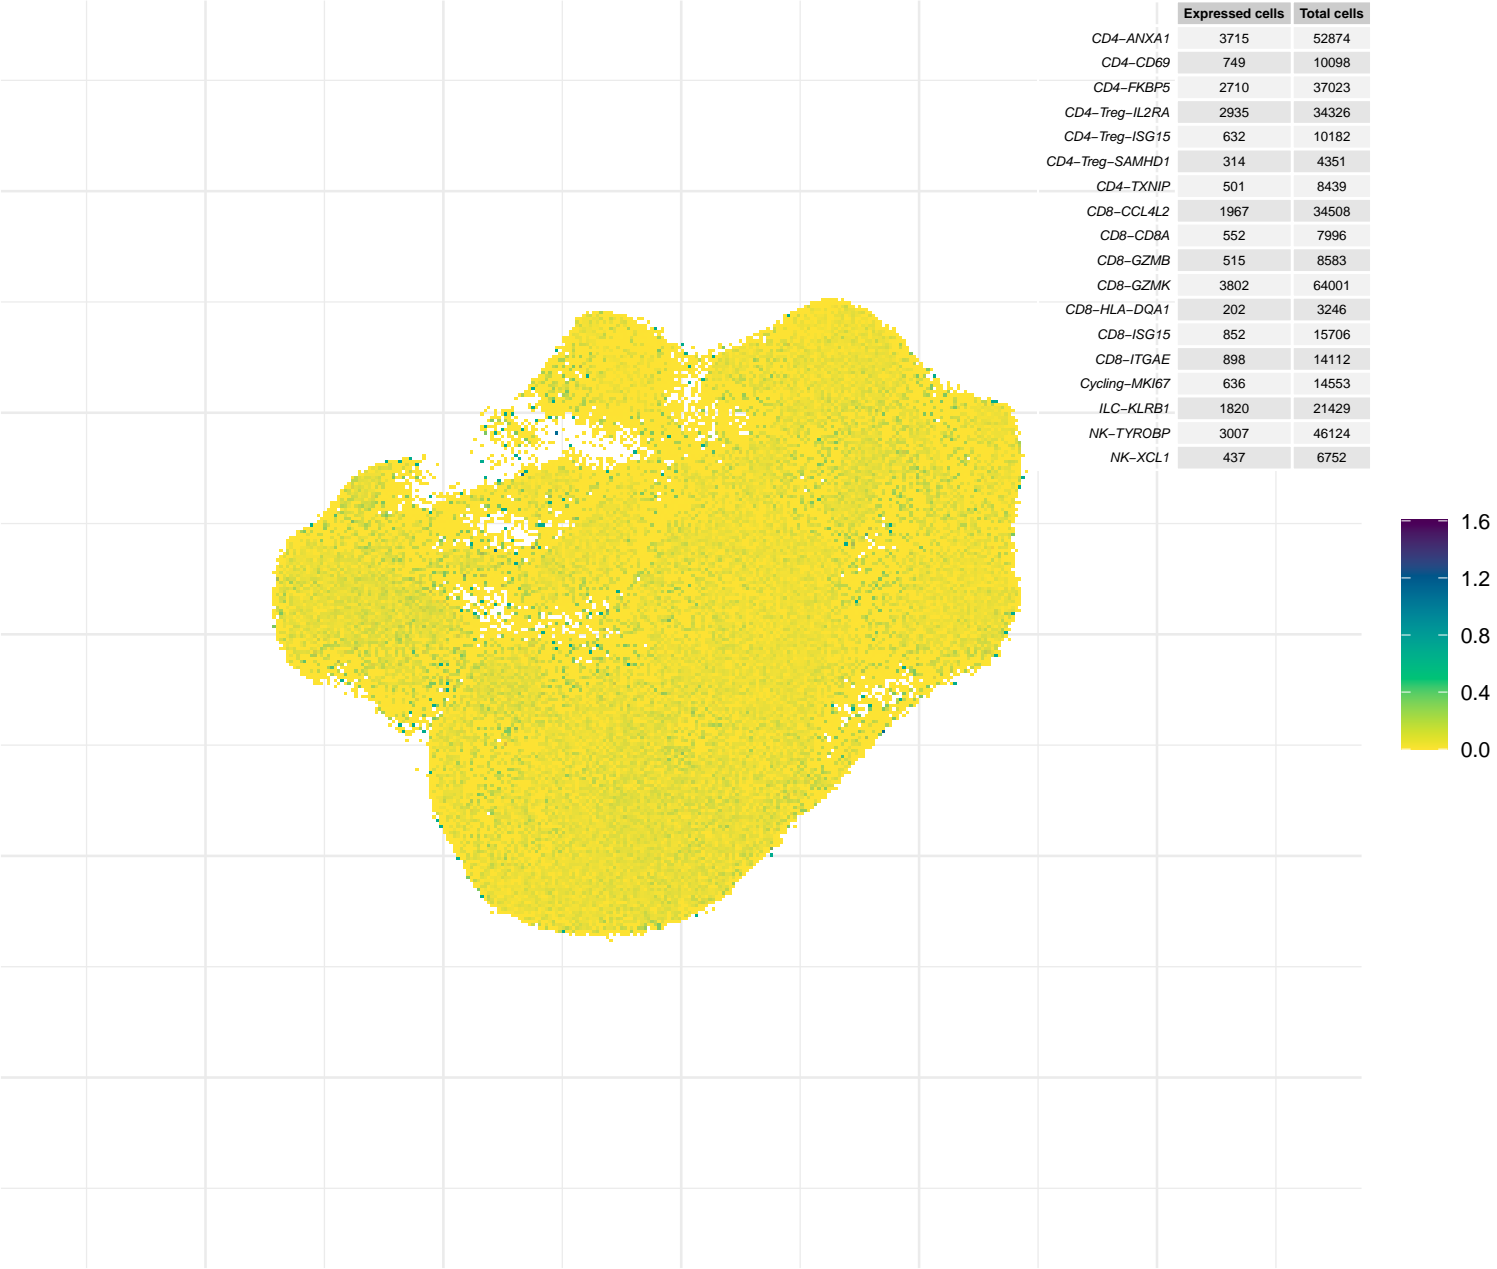 Expressed cells Total cells
CD4−ANXA1 3715 52874
CD4−CD69 749 10098
CD4−FKBP5 2710 37023
CD4−Treg−IL2RA 2935 34326
CD4−Treg−ISG15 632 10182
CD4−Treg−SAMHD1 314 4351
CD4−TXNIP 501 8439
CD8−CCL4L2 1967 34508
CD8−CD8A 552 7996
CD8−GZMB 515 8583
CD8−GZMK 3802 64001
CD8−HLA−DQA1 202 3246
CD8−ISG15 852 15706
CD8−ITGAE 898 14112
Cycling−MKI67 636 14553
ILC−KLRB1 1820 21429
NK−TYROBP 3007 46124
NK−XCL1 437 6752
1.6
1.2
0.8
0.4
0.0